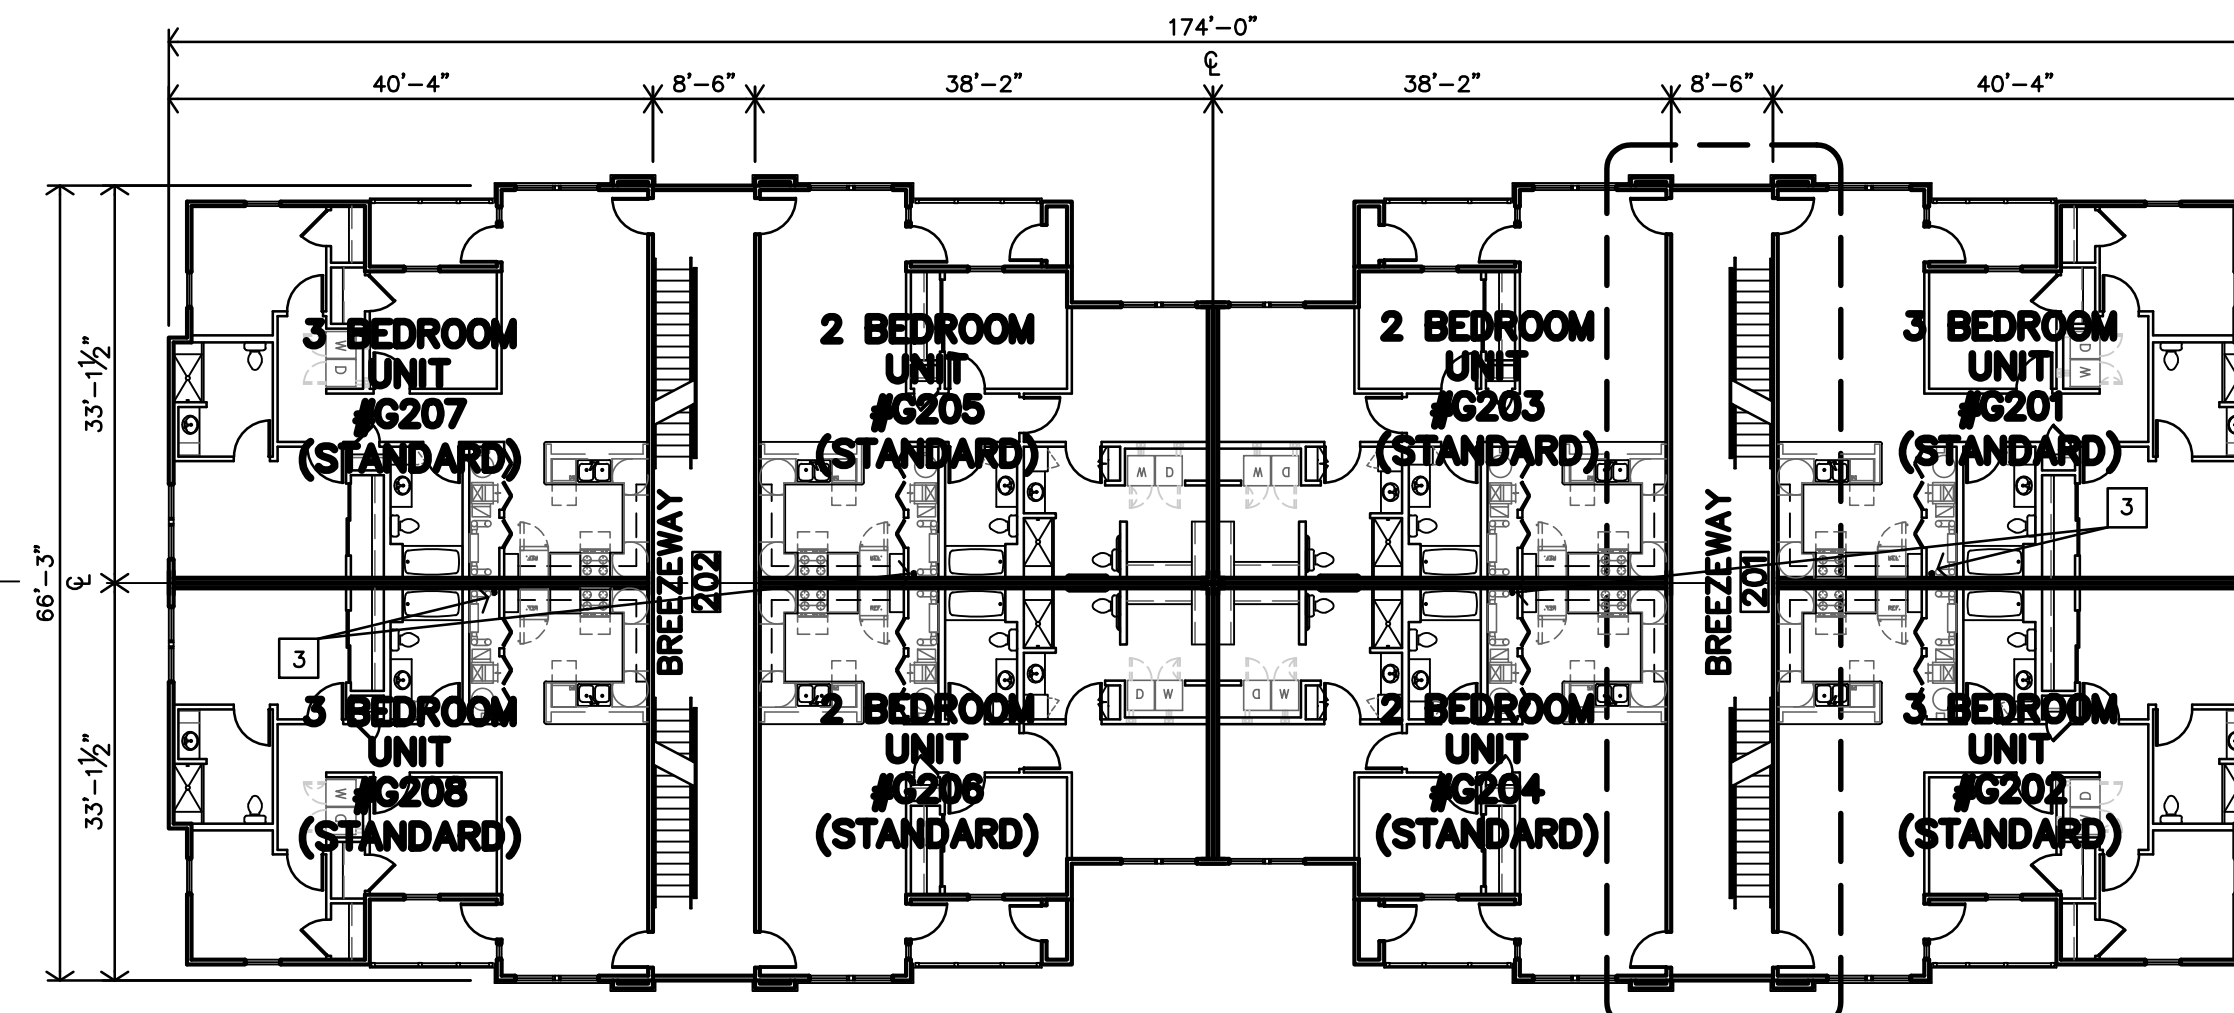 174'-0"
℄
40'-4"
8'-6"
38'-2"
38'-2"
8'-6"
40'-4"
33'-1½"
66'-3"
℄
33'-1½"
3 BEDROOM
UNIT
#G207
(STANDARD)
2 BEDROOM
UNIT
#G205
(STANDARD)
2 BEDROOM
UNIT
#G203
(STANDARD)
3 BEDROOM
UNIT
#G201
(STANDARD)
W
D
W
D
W
D
D
W
BREEZEWAY
202
BREEZEWAY
201
3
3
3 BEDROOM
UNIT
#G208
(STANDARD)
2 BEDROOM
UNIT
#G206
(STANDARD)
2 BEDROOM
UNIT
#G204
(STANDARD)
3 BEDROOM
UNIT
#G202
(STANDARD)
W
D
D
W
D
W
D